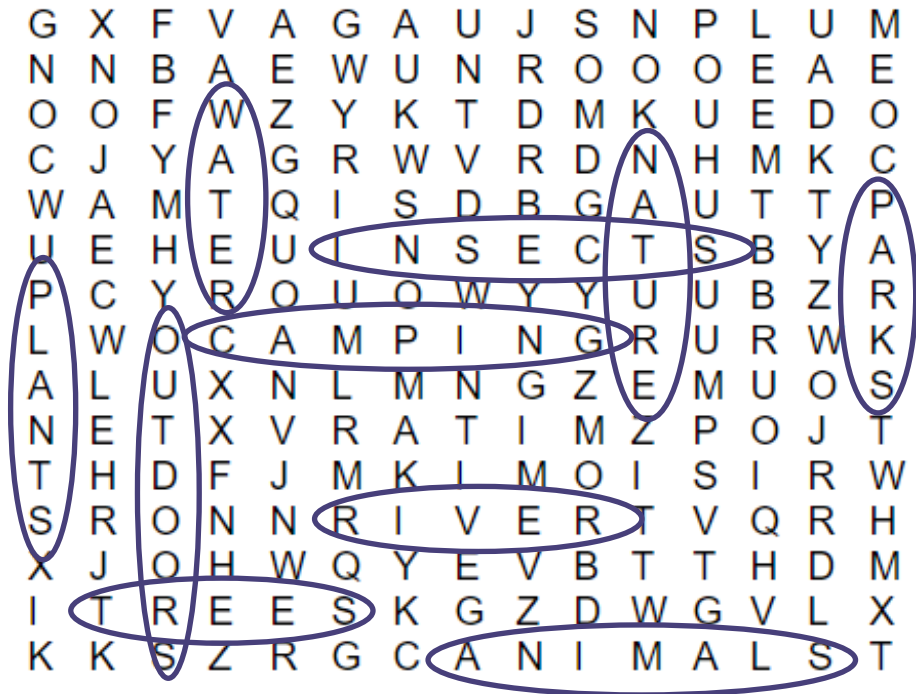 G X F V A G A U J S N P L U M
N N B A E W U N R O O O E A E
O O F W Z Y K T D M K U E D O
C J Y A G R W V R D N H M K C
W A M T Q I S D B G A U T T P
U E H E U I N S E C T S B Y A
P C Y R O U O W Y Y U U B Z R
L W O C A M P I N G R U R W K
A L U X N L M N G Z E M U O S
N E T X V R A T I M Z P O J T
T H D F J M K I M O I S I R W
S R O N N R I V E R T V Q R H
X J O H W Q Y E V B T T H D M
I T R E E S K G Z D W G V L X
K K S Z R G C A N I M A L S T